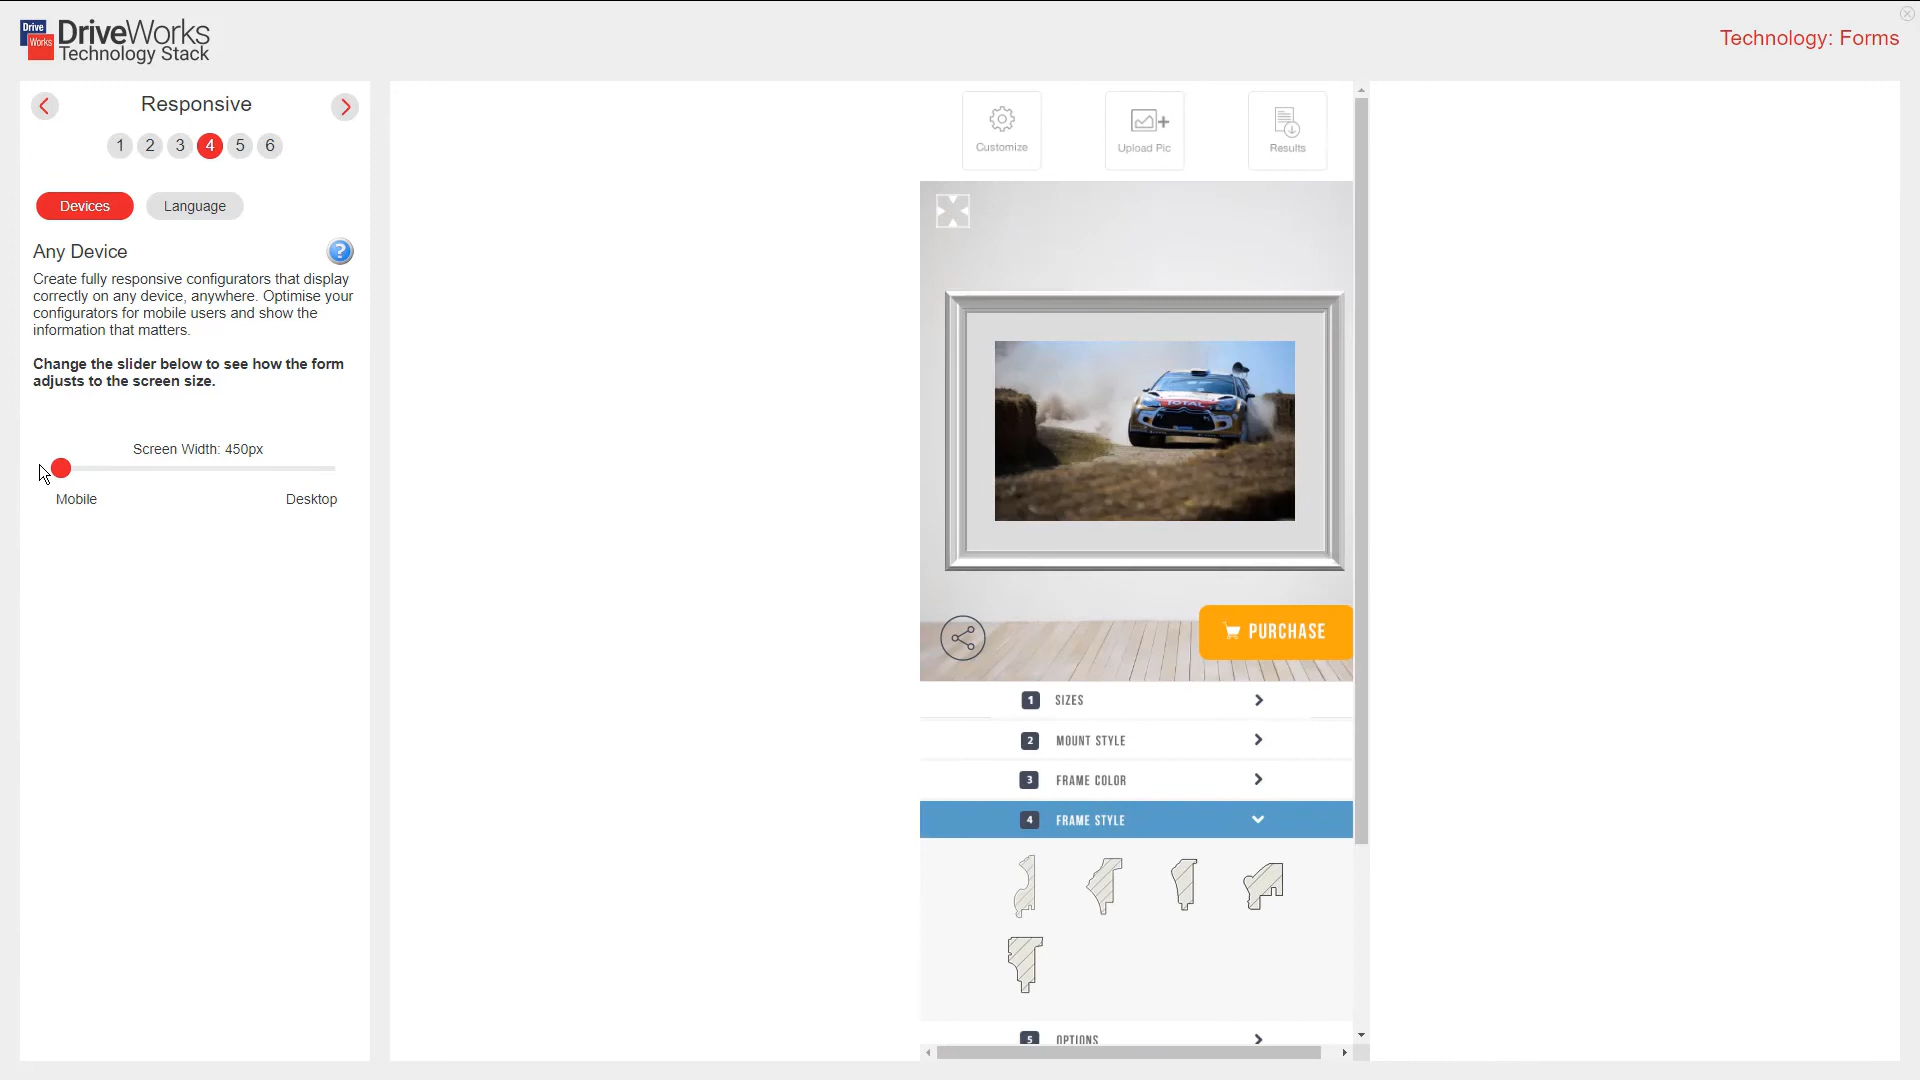 Drive
Works
DriveWorks
Technology Stack
Technology: Forms
Responsive
1 2 3 4 5 6
Devices
Language
Any Device
?
Create fully responsive configurators that display
correctly on any device, anywhere. Optimise your
configurators for mobile users and show the
information that matters.
Change the slider below to see how the form
adjusts to the screen size.
Screen Width: 450px
Mobile
Desktop
Customize
Upload Pic
Results
TOTAL
PURCHASE
1 SIZES
2 MOUNT STYLE
3 FRAME COLOR
4 FRAME STYLE
5 OPTIONS